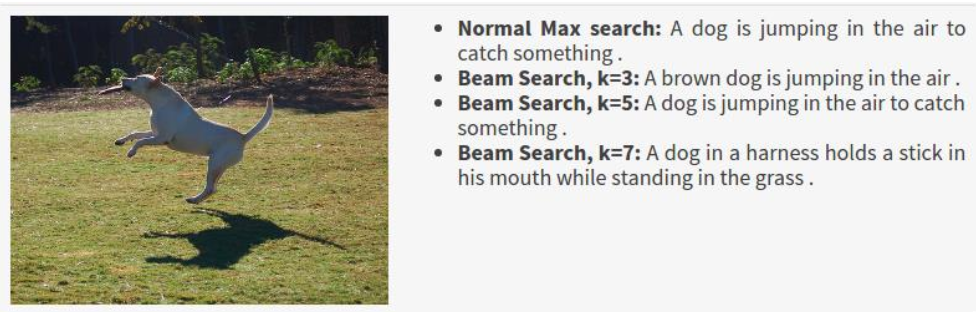 • Normal Max search: A dog is jumping in the air to
catch something .
• Beam Search, k=3: A brown dog is jumping in the air .
• Beam Search, k=5: A dog is jumping in the air to catch
something .
• Beam Search, k=7: A dog in a harness holds a stick in
his mouth while standing in the grass .